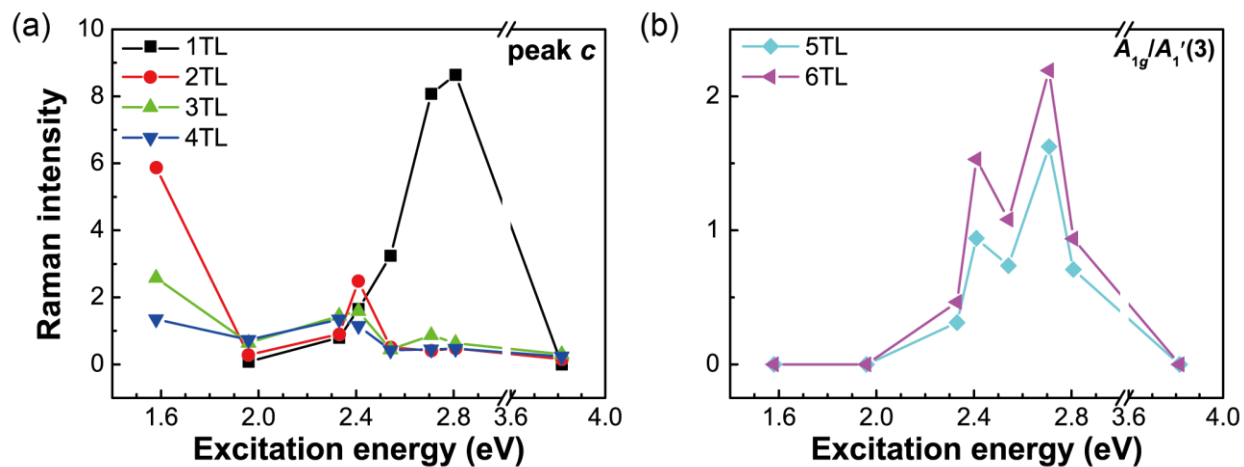 (a)
10
8
6
4
2
0
Raman intensity
1TL
2TL
3TL
4TL
peak c
1.6 2.0 2.4 2.8 3.6 4.0
Excitation energy (eV)
(b)
2
1
0
5TL
6TL
A1g/A1'(3)
1.6 2.0 2.4 2.8 3.6 4.0
Excitation energy (eV)